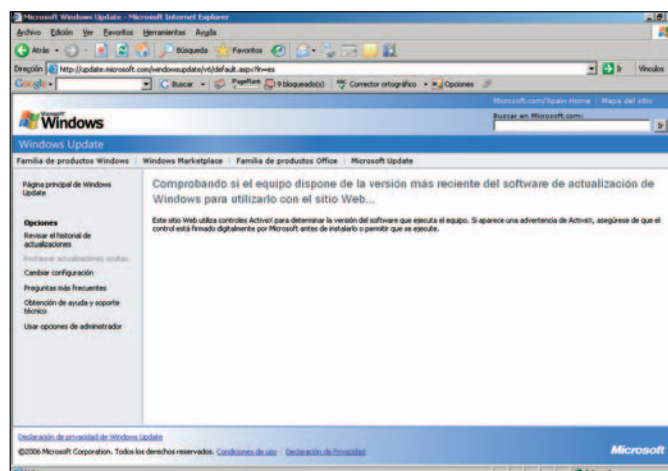 Microsoft Windows Update - Microsoft Internet Explorer
Archivo Edición Ver Favoritos Herramientas Ayuda
Atrás Búsqueda Favoritos
Dirección http://update.microsoft.com/windowsupdate/v6/default.aspx?ln=es Ir Vínculos
Google Buscar PageRank 9 bloqueado(s) Corrector ortográfico Opciones
Microsoft.com/Spain Home | Mapa del sitio
Microsoft Windows
Buscar en Microsoft.com:
Ir
Windows Update
Familia de productos Windows | Windows Marketplace | Familia de productos Office | Microsoft Update
Página principal de Windows
Update
Opciones
Revisar el historial de
actualizaciones
Restaurar actualizaciones ocultas
Cambiar configuración
Preguntas más frecuentes
Obtención de ayuda y soporte
técnico
Usar opciones de administrador
Comprobando si el equipo dispone de la versión más reciente del software de actualización de
Windows para utilizarlo con el sitio Web...
Este sitio Web utiliza controles ActiveX para determinar la versión del software que ejecuta el equipo. Si aparece una advertencia de ActiveX, asegúrese de que el
control está firmado digitalmente por Microsoft antes de instalarlo o permitir que se ejecute.
Declaración de privacidad de Windows Update
©2006 Microsoft Corporation. Todos los derechos reservados. Condiciones de uso | Declaración de Privacidad
Microsoft